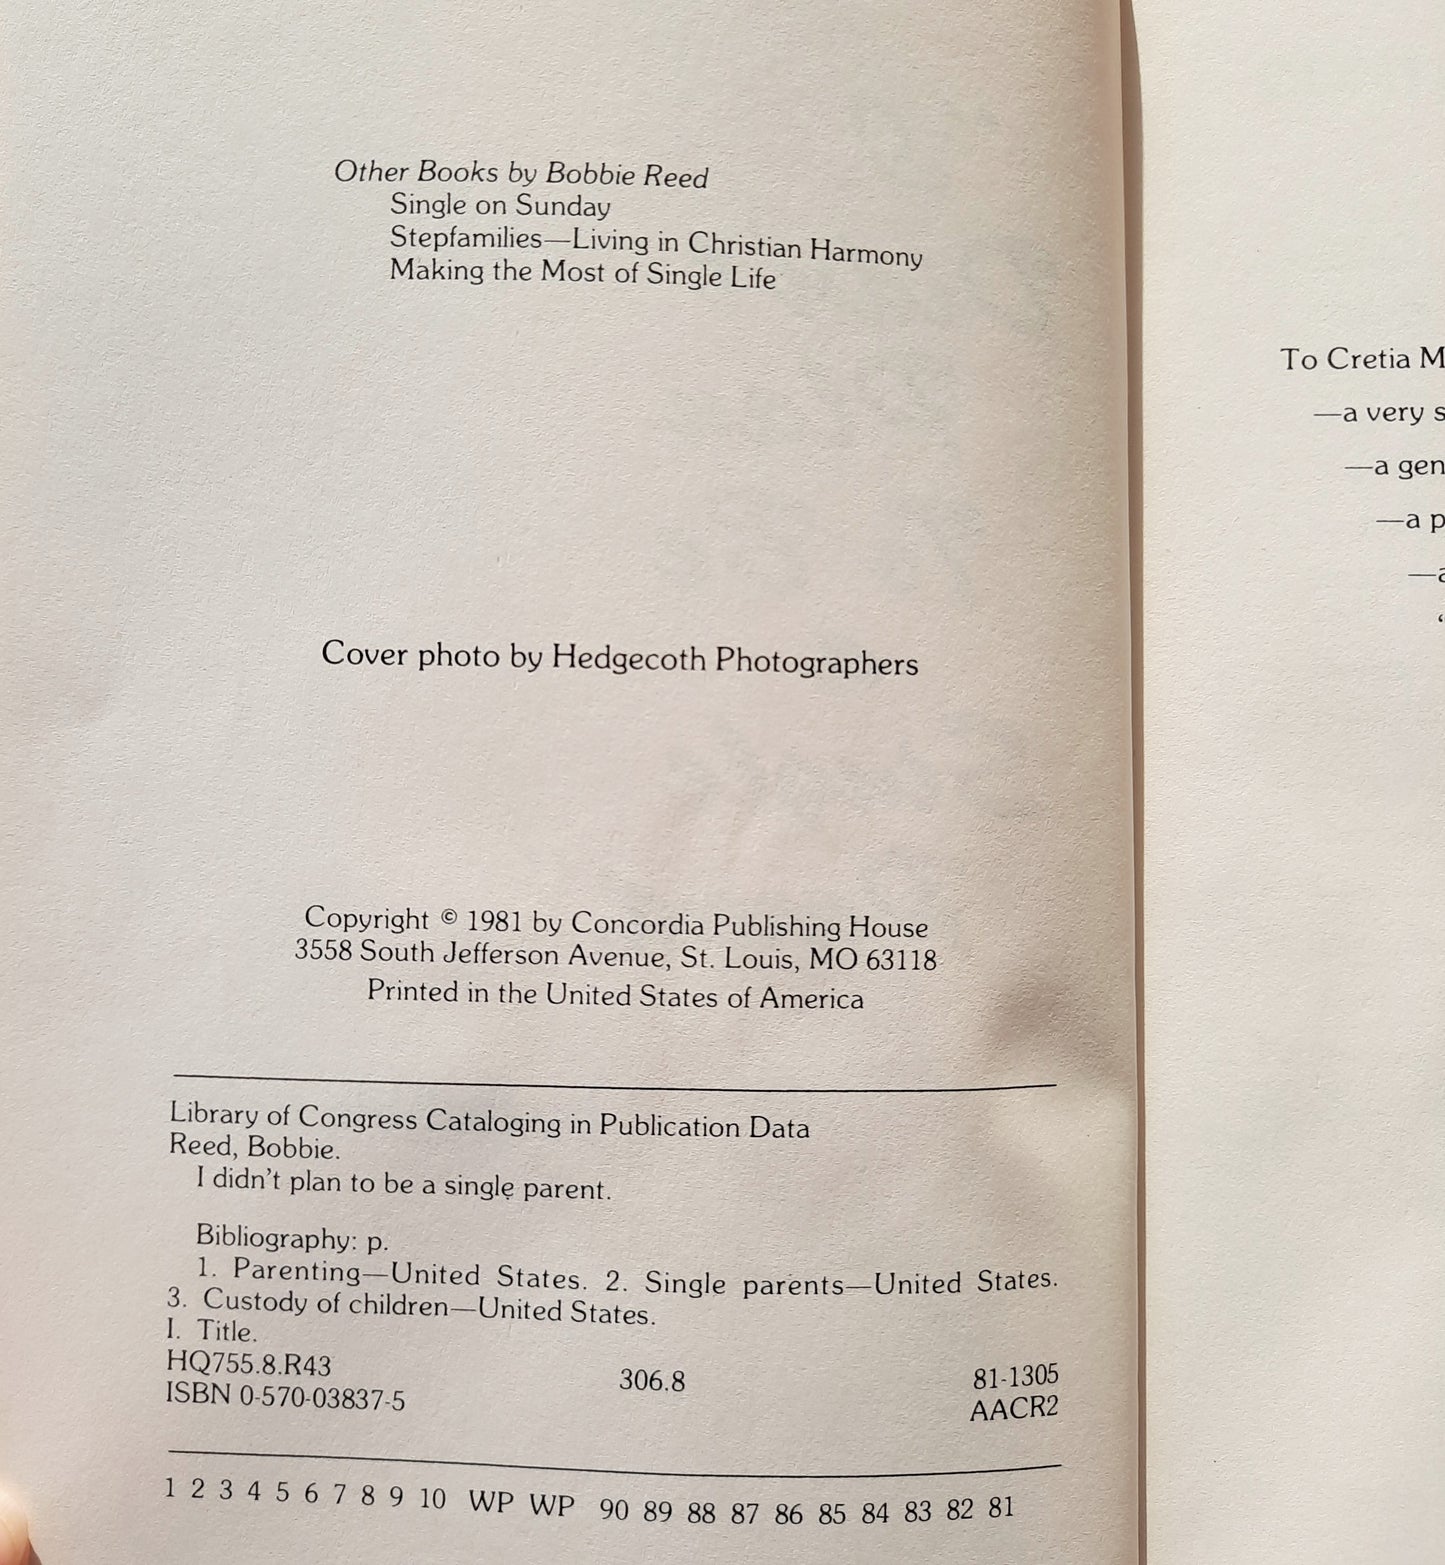 Other Books by Bobbie Reed
Single on Sunday
Stepfamilies—Living in Christian Harmony
Making the Most of Single Life
Cover photo by Hedgecoth Photographers
Copyright © 1981 by Concordia Publishing House
3558 South Jefferson Avenue, St. Louis, MO 63118
Printed in the United States of America
Library of Congress Cataloging in Publication Data
Reed, Bobbie.
I didn't plan to be a single parent.
Bibliography: p.
1. Parenting—United States. 2. Single parents—United States.
3. Custody of children—United States.
I. Title.
HQ755.8.R43 306.8 81-1305
ISBN 0-570-03837-5 AACR2
1 2 3 4 5 6 7 8 9 10 WP WP 90 89 88 87 86 85 84 83 82 81
To Cretia
—a very
—a
—a